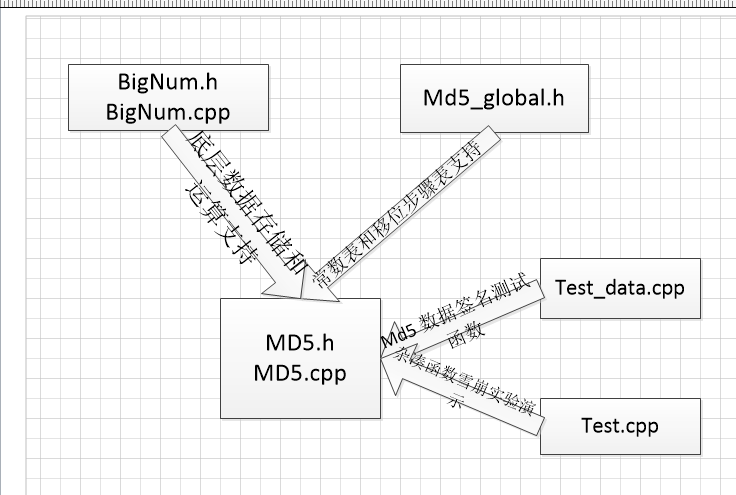 BigNum.h
BigNum.cpp
Md5_global.h
底层数据存储和
运算支持
常数表和移位步骤表支持
Test_data.cpp
Md5 数据签名测试
函数
MD5.h
MD5.cpp
杂凑函数雪崩实验演
示
Test.cpp